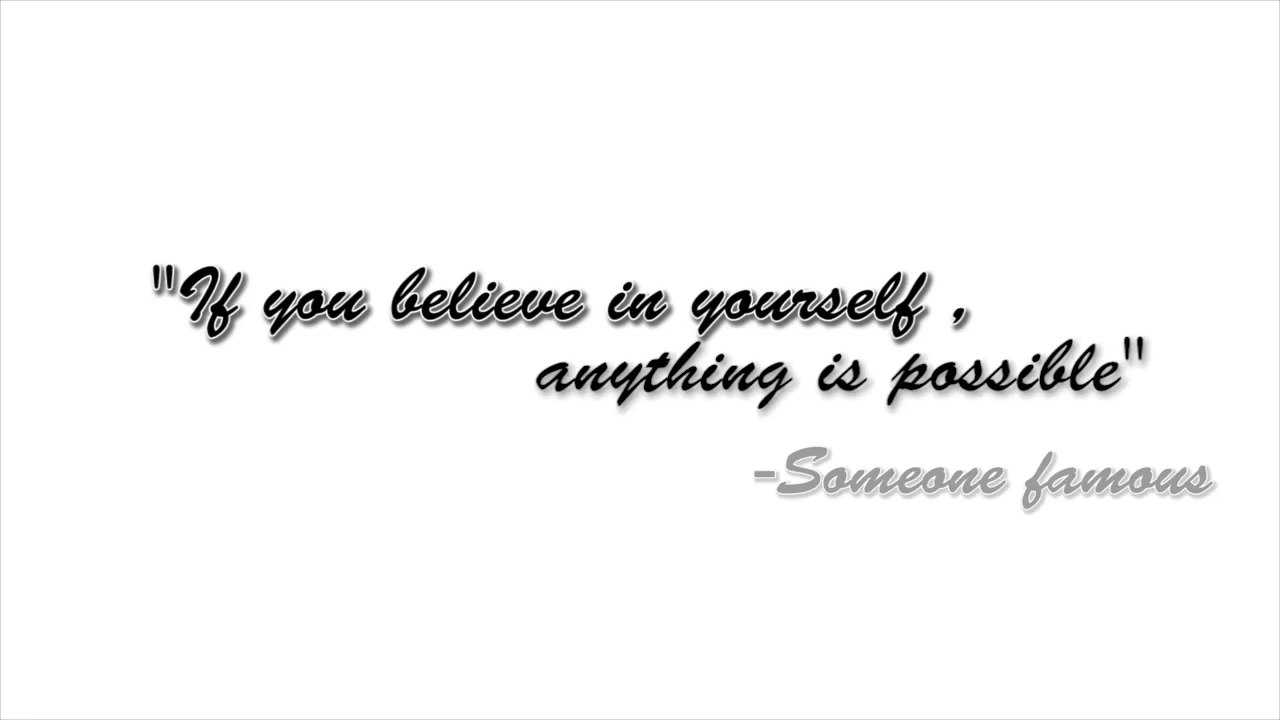 "If you believe in yourself ,
anything is possible"
-Someone famous